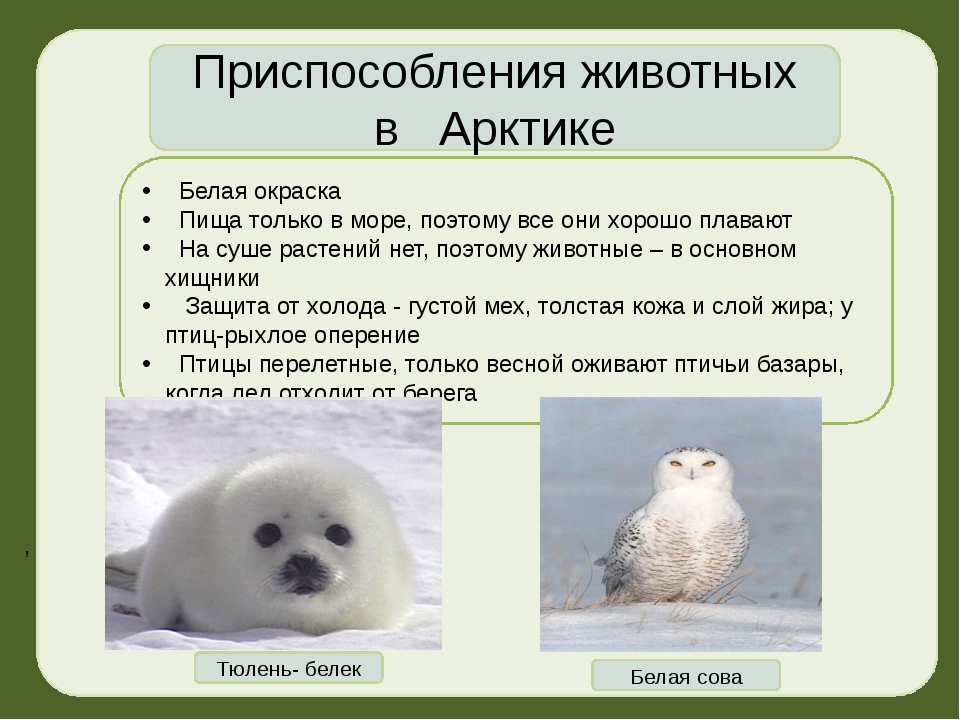 Приспособления животных
в Арктике
• Белая окраска
• Пища только в море, поэтому все они хорошо плавают
• На суше растений нет, поэтому животные – в основном
хищники
• Защита от холода - густой мех, толстая кожа и слой жира; у
птиц-рыхлое оперение
• Птицы перелетные, только весной оживают птичьи базары,
когда лед отходит от берега
,
Тюлень- белек
Белая сова